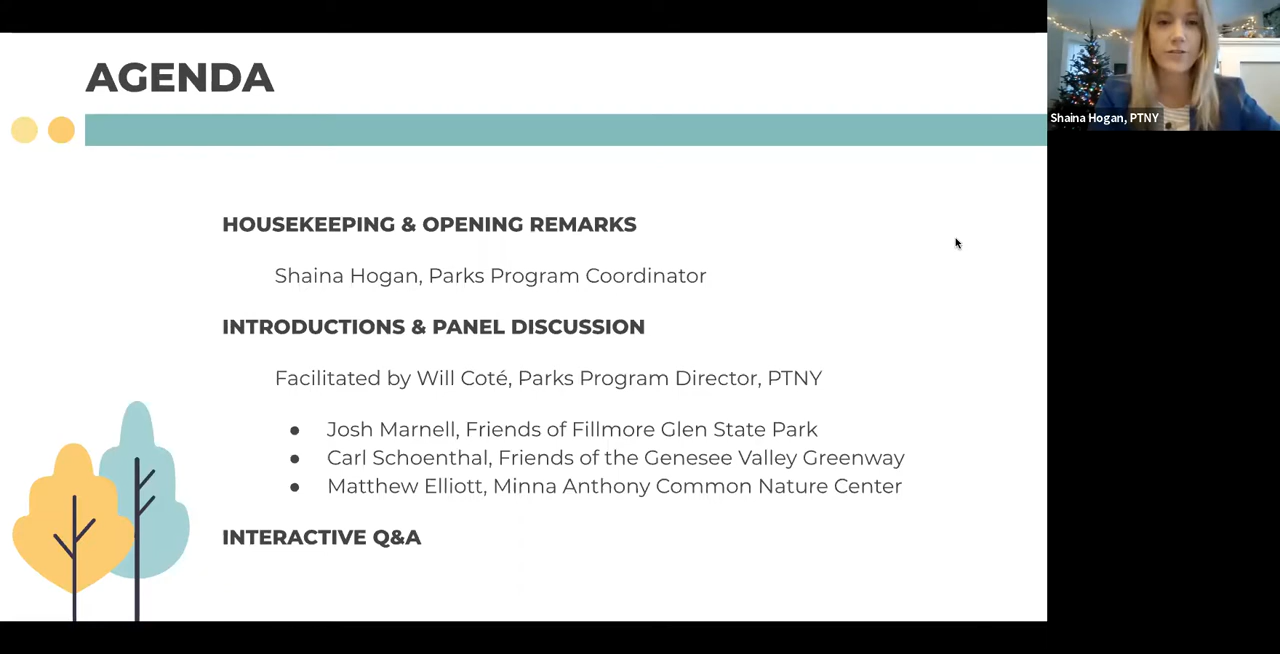 AGENDA
Shaina Hogan, PTNY
HOUSEKEEPING & OPENING REMARKS
Shaina Hogan, Parks Program Coordinator
INTRODUCTIONS & PANEL DISCUSSION
Facilitated by Will Coté, Parks Program Director, PTNY
● Josh Marnell, Friends of Fillmore Glen State Park
● Carl Schoenthal, Friends of the Genesee Valley Greenway
● Matthew Elliott, Minna Anthony Common Nature Center
INTERACTIVE Q&A